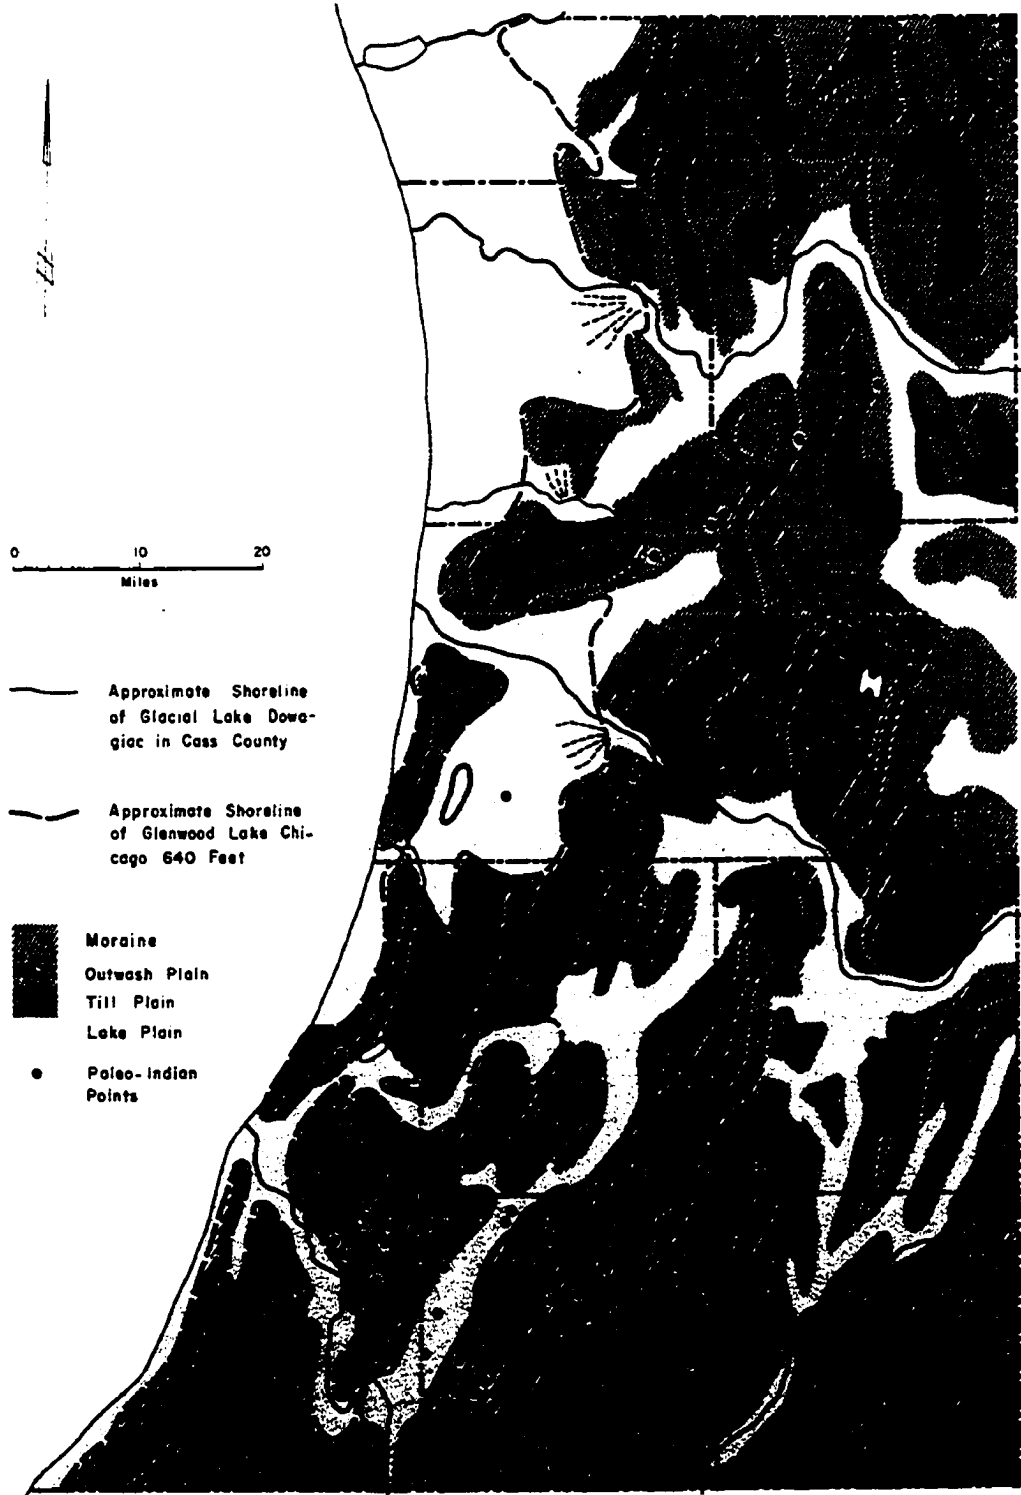 0 10 20
Miles
Approximate Shoreline
of Glacial Lake Dowa-
giac in Cass County
Approximate Shoreline
of Glenwood Lake Chi-
cago 640 Feet
Moraine
Outwash Plain
Till Plain
Lake Plain
Paleo-Indian
Points